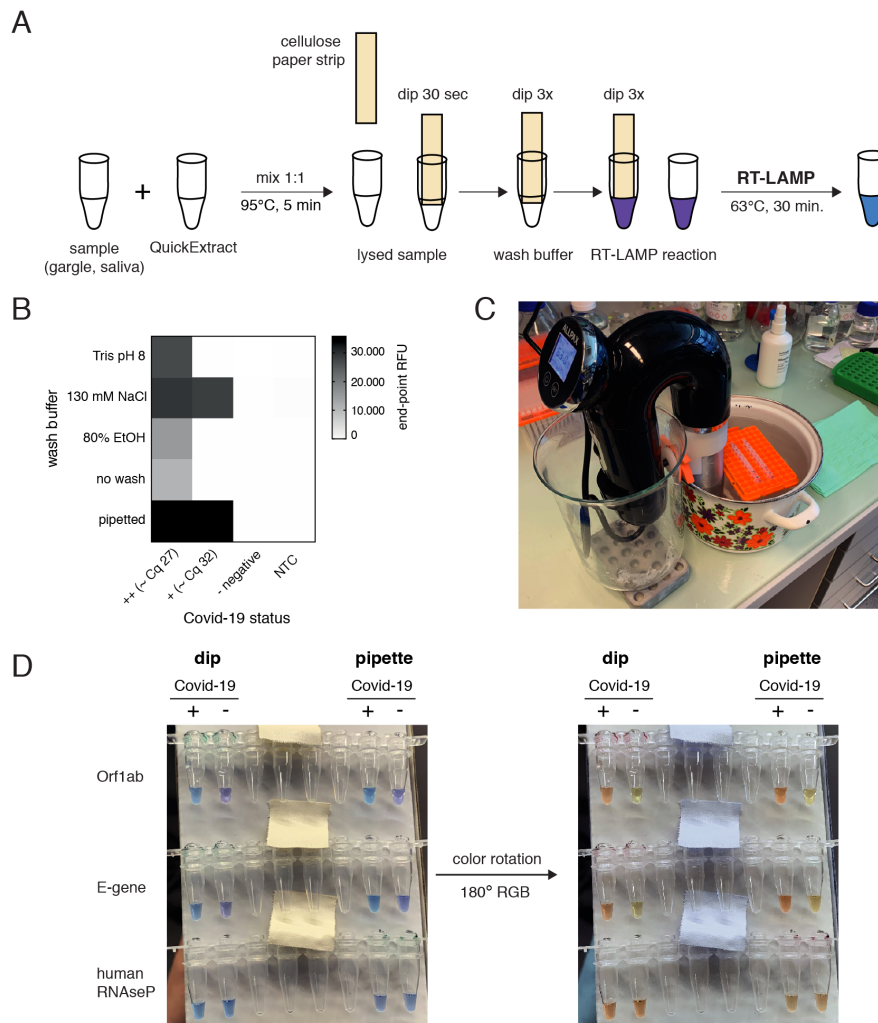 A
cellulose
paper strip
dip 30 sec
dip 3x
dip 3x
+
mix 1:1
95°C, 5 min
RT-LAMP
63°C, 30 min.
sample
(gargle, saliva)
QuickExtract
lysed sample
wash buffer
RT-LAMP reaction
B
wash buffer
Tris pH 8
130 mM NaCl
80% EtOH
no wash
pipetted
30.000
20.000
10.000
0
end-point RFU
++ (~ Cq 27)
+ (~ Cq 32)
- negative
NTC
Covid-19 status
C
ALLPAX
D
dip
pipette
Covid-19
Covid-19
+ -
+ -
Orf1ab
E-gene
human
RNAseP
color rotation
180° RGB
dip
pipette
Covid-19
Covid-19
+ -
+ -